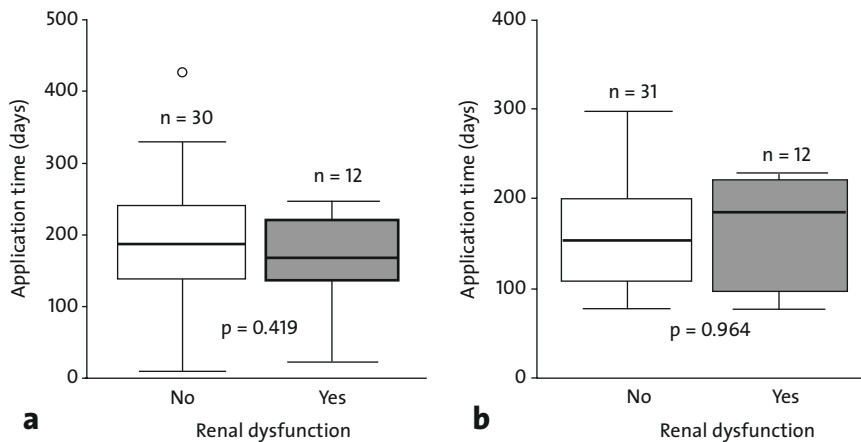 Application time (days)
500
400
300
200
100
0
n = 30
n = 12
p = 0.419
No
Yes
Renal dysfunction
a
Application time (days)
400
300
200
100
0
n = 31
n = 12
p = 0.964
No
Yes
Renal dysfunction
b